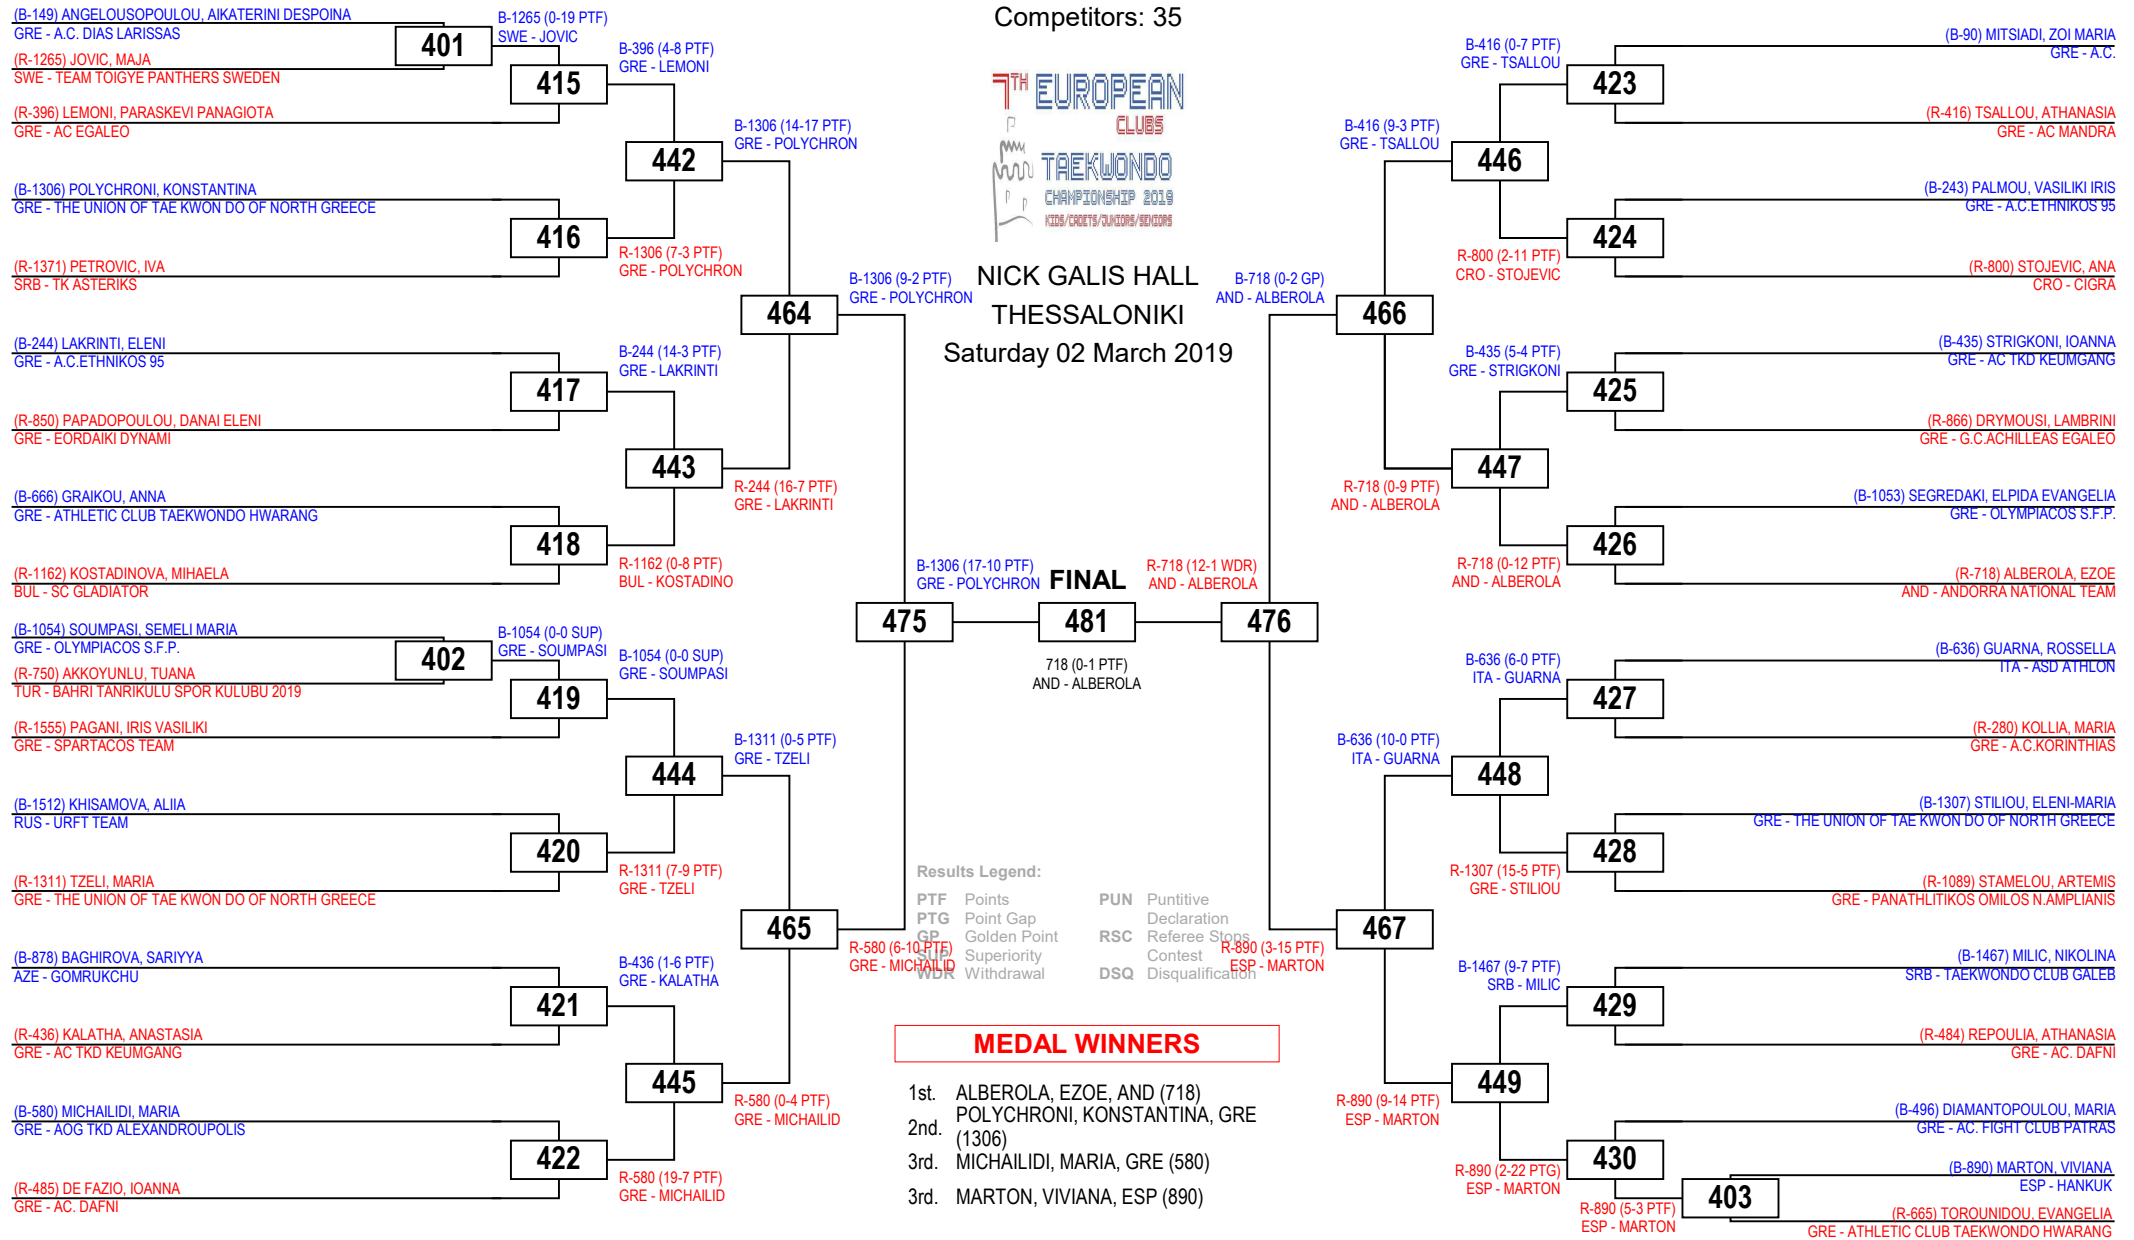 Competitors: 35
7TH EUROPEAN
CLUBS
TAEKWONDO
CHAMPIONSHIP 2019
KIDS/CADETS/JUNIORS/SENIORS
NICK GALIS HALL
THESSALONIKI
Saturday 02 March 2019
(B-149) ANGELOUSOPOULOU, AIKATERINI DESPOINA
GRE - A.C. DIAS LARISSAS
401
(R-1265) JOVIC, MAJA
SWE - TEAM TOIGYE PANTHERS SWEDEN
B-1265 (0-19 PTF)
SWE - JOVIC
415
(R-396) LEMONI, PARASKEVI PANAGIOTA
GRE - AC EGALEO
B-396 (4-8 PTF)
GRE - LEMONI
442
(B-1306) POLYCHRONI, KONSTANTINA
GRE - THE UNION OF TAE KWON DO OF NORTH GREECE
416
(R-1371) PETROVIC, IVA
SRB - TK ASTERIKS
R-1306 (7-3 PTF)
GRE - POLYCHRON
B-1306 (14-17 PTF)
GRE - POLYCHRON
464
(B-244) LAKRINTI, ELENI
GRE - A.C.ETHNIKOS 95
417
(R-850) PAPADOPOULOU, DANAI ELENI
GRE - EORDAIKI DYNAMI
B-244 (14-3 PTF)
GRE - LAKRINTI
443
(B-666) GRAIKOU, ANNA
GRE - ATHLETIC CLUB TAEKWONDO HWARANG
418
(R-1162) KOSTADINOVA, MIHAELA
BUL - SC GLADIATOR
R-1162 (0-8 PTF)
BUL - KOSTADINO
R-244 (16-7 PTF)
GRE - LAKRINTI
B-1306 (9-2 PTF)
GRE - POLYCHRON
475
(B-1054) SOUMPASI, SEMELI MARIA
GRE - OLYMPIACOS S.F.P.
402
(R-750) AKKOYUNLU, TUANA
TUR - BAHRI TANRIKULU SPOR KULUBU 2019
B-1054 (0-0 SUP)
GRE - SOUMPASI
419
(R-1555) PAGANI, IRIS VASILIKI
GRE - SPARTACOS TEAM
B-1054 (0-0 SUP)
GRE - SOUMPASI
444
(B-1512) KHISAMOVA, ALIIA
RUS - URFT TEAM
420
(R-1311) TZELI, MARIA
GRE - THE UNION OF TAE KWON DO OF NORTH GREECE
R-1311 (7-9 PTF)
GRE - TZELI
B-1311 (0-5 PTF)
GRE - TZELI
465
(B-878) BAGHIROVA, SARIYYA
AZE - GOMRUKCHU
421
(R-436) KALATHA, ANASTASIA
GRE - AC TKD KEUMGANG
B-436 (1-6 PTF)
GRE - KALATHA
445
(B-580) MICHAILIDI, MARIA
GRE - AOG TKD ALEXANDROUPOLIS
422
(R-485) DE FAZIO, IOANNA
GRE - AC. DAFNI
R-580 (19-7 PTF)
GRE - MICHAILID
R-580 (0-4 PTF)
GRE - MICHAILID
R-580 (6-10 PTF)
GRE - MICHAILID
B-1306 (17-10 PTF)
GRE - POLYCHRON
FINAL
481
718 (0-1 PTF)
AND - ALBEROLA
R-718 (12-1 WDR)
AND - ALBEROLA
476
B-718 (0-2 GP)
AND - ALBEROLA
466
B-416 (9-3 PTF)
GRE - TSALLOU
446
B-416 (0-7 PTF)
GRE - TSALLOU
423
(B-90) MITSIADI, ZOI MARIA
GRE - A.C.
(R-416) TSALLOU, ATHANASIA
GRE - AC MANDRA
R-800 (2-11 PTF)
CRO - STOJEVIC
424
(B-243) PALMOU, VASILIKI IRIS
GRE - A.C.ETHNIKOS 95
(R-800) STOJEVIC, ANA
CRO - CIGRA
R-718 (0-9 PTF)
AND - ALBEROLA
447
B-435 (5-4 PTF)
GRE - STRIGKONI
425
(B-435) STRIGKONI, IOANNA
GRE - AC TKD KEUMGANG
(R-866) DRYMOUSI, LAMBRINI
GRE - G.C.ACHILLEAS EGALEO
R-718 (0-12 PTF)
AND - ALBEROLA
426
(B-1053) SEGREDAKI, ELPIDA EVANGELIA
GRE - OLYMPIACOS S.F.P.
(R-718) ALBEROLA, EZOE
AND - ANDORRA NATIONAL TEAM
R-890 (3-15 PTF)
ESP - MARTON
467
B-636 (10-0 PTF)
ITA - GUARNA
448
B-636 (6-0 PTF)
ITA - GUARNA
427
(B-636) GUARNA, ROSSELLA
ITA - ASD ATHLON
(R-280) KOLLIA, MARIA
GRE - A.C.KORINTHIAS
R-1307 (15-5 PTF)
GRE - STILIOU
428
(B-1307) STILIOU, ELENI-MARIA
GRE - THE UNION OF TAE KWON DO OF NORTH GREECE
(R-1089) STAMELOU, ARTEMIS
GRE - PANATHLITIKOS OMILOS N.AMPLIANIS
R-890 (9-14 PTF)
ESP - MARTON
449
B-1467 (9-7 PTF)
SRB - MILIC
429
(B-1467) MILIC, NIKOLINA
SRB - TAEKWONDO CLUB GALEB
(R-484) REPOULIA, ATHANASIA
GRE - AC. DAFNI
R-890 (2-22 PTG)
ESP - MARTON
430
(B-496) DIAMANTOPOULOU, MARIA
GRE - AC. FIGHT CLUB PATRAS
R-890 (5-3 PTF)
ESP - MARTON
403
(B-890) MARTON, VIVIANA
ESP - HANKUK
(R-665) TOROUNIDOU, EVANGELIA
GRE - ATHLETIC CLUB TAEKWONDO HWARANG
Results Legend:
PTF Points
PTG Point Gap
GP Golden Point
SUP Superiority
WDR Withdrawal
PUN Puntitive
Declaration
RSC Referee Stops
Contest
DSQ Disqualification
MEDAL WINNERS
1st. ALBEROLA, EZOE, AND (718)
2nd. POLYCHRONI, KONSTANTINA, GRE
(1306)
3rd. MICHAILIDI, MARIA, GRE (580)
3rd. MARTON, VIVIANA, ESP (890)